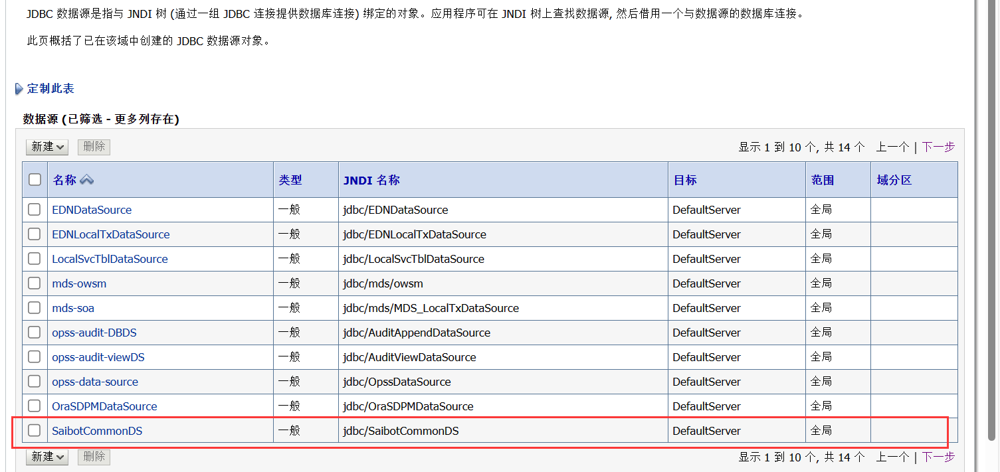 JDBC 数据源是指与 JNDI 树 (通过一组 JDBC 连接提供数据库连接) 绑定的对象。应用程序可在 JNDI 树上查找数据源, 然后借用一个与数据源的数据库连接。
此页概括了已在该域中创建的 JDBC 数据源对象。
定制此表
数据源 (已筛选 - 更多列存在)
新建 删除 显示 1 到 10 个, 共 14 个 上一个 | 下一步
名称 类型 JNDI 名称 目标 范围 域分区
EDNDataSource 一般 jdbc/EDNDataSource DefaultServer 全局
EDNLocalTxDataSource 一般 jdbc/EDNLocalTxDataSource DefaultServer 全局
LocalSvcTblDataSource 一般 jdbc/LocalSvcTblDataSource DefaultServer 全局
mds-owsm 一般 jdbc/mds/owsm DefaultServer 全局
mds-soa 一般 jdbc/mds/MDS_LocalTxDataSource DefaultServer 全局
opss-audit-DBDS 一般 jdbc/AuditAppendDataSource DefaultServer 全局
opss-audit-viewDS 一般 jdbc/AuditViewDataSource DefaultServer 全局
opss-data-source 一般 jdbc/OpssDataSource DefaultServer 全局
OraSDPMDataSource 一般 jdbc/OraSDPMDataSource DefaultServer 全局
SaibotCommonDS 一般 jdbc/SaibotCommonDS DefaultServer 全局
新建 删除 显示 1 到 10 个, 共 14 个 上一个 | 下一步